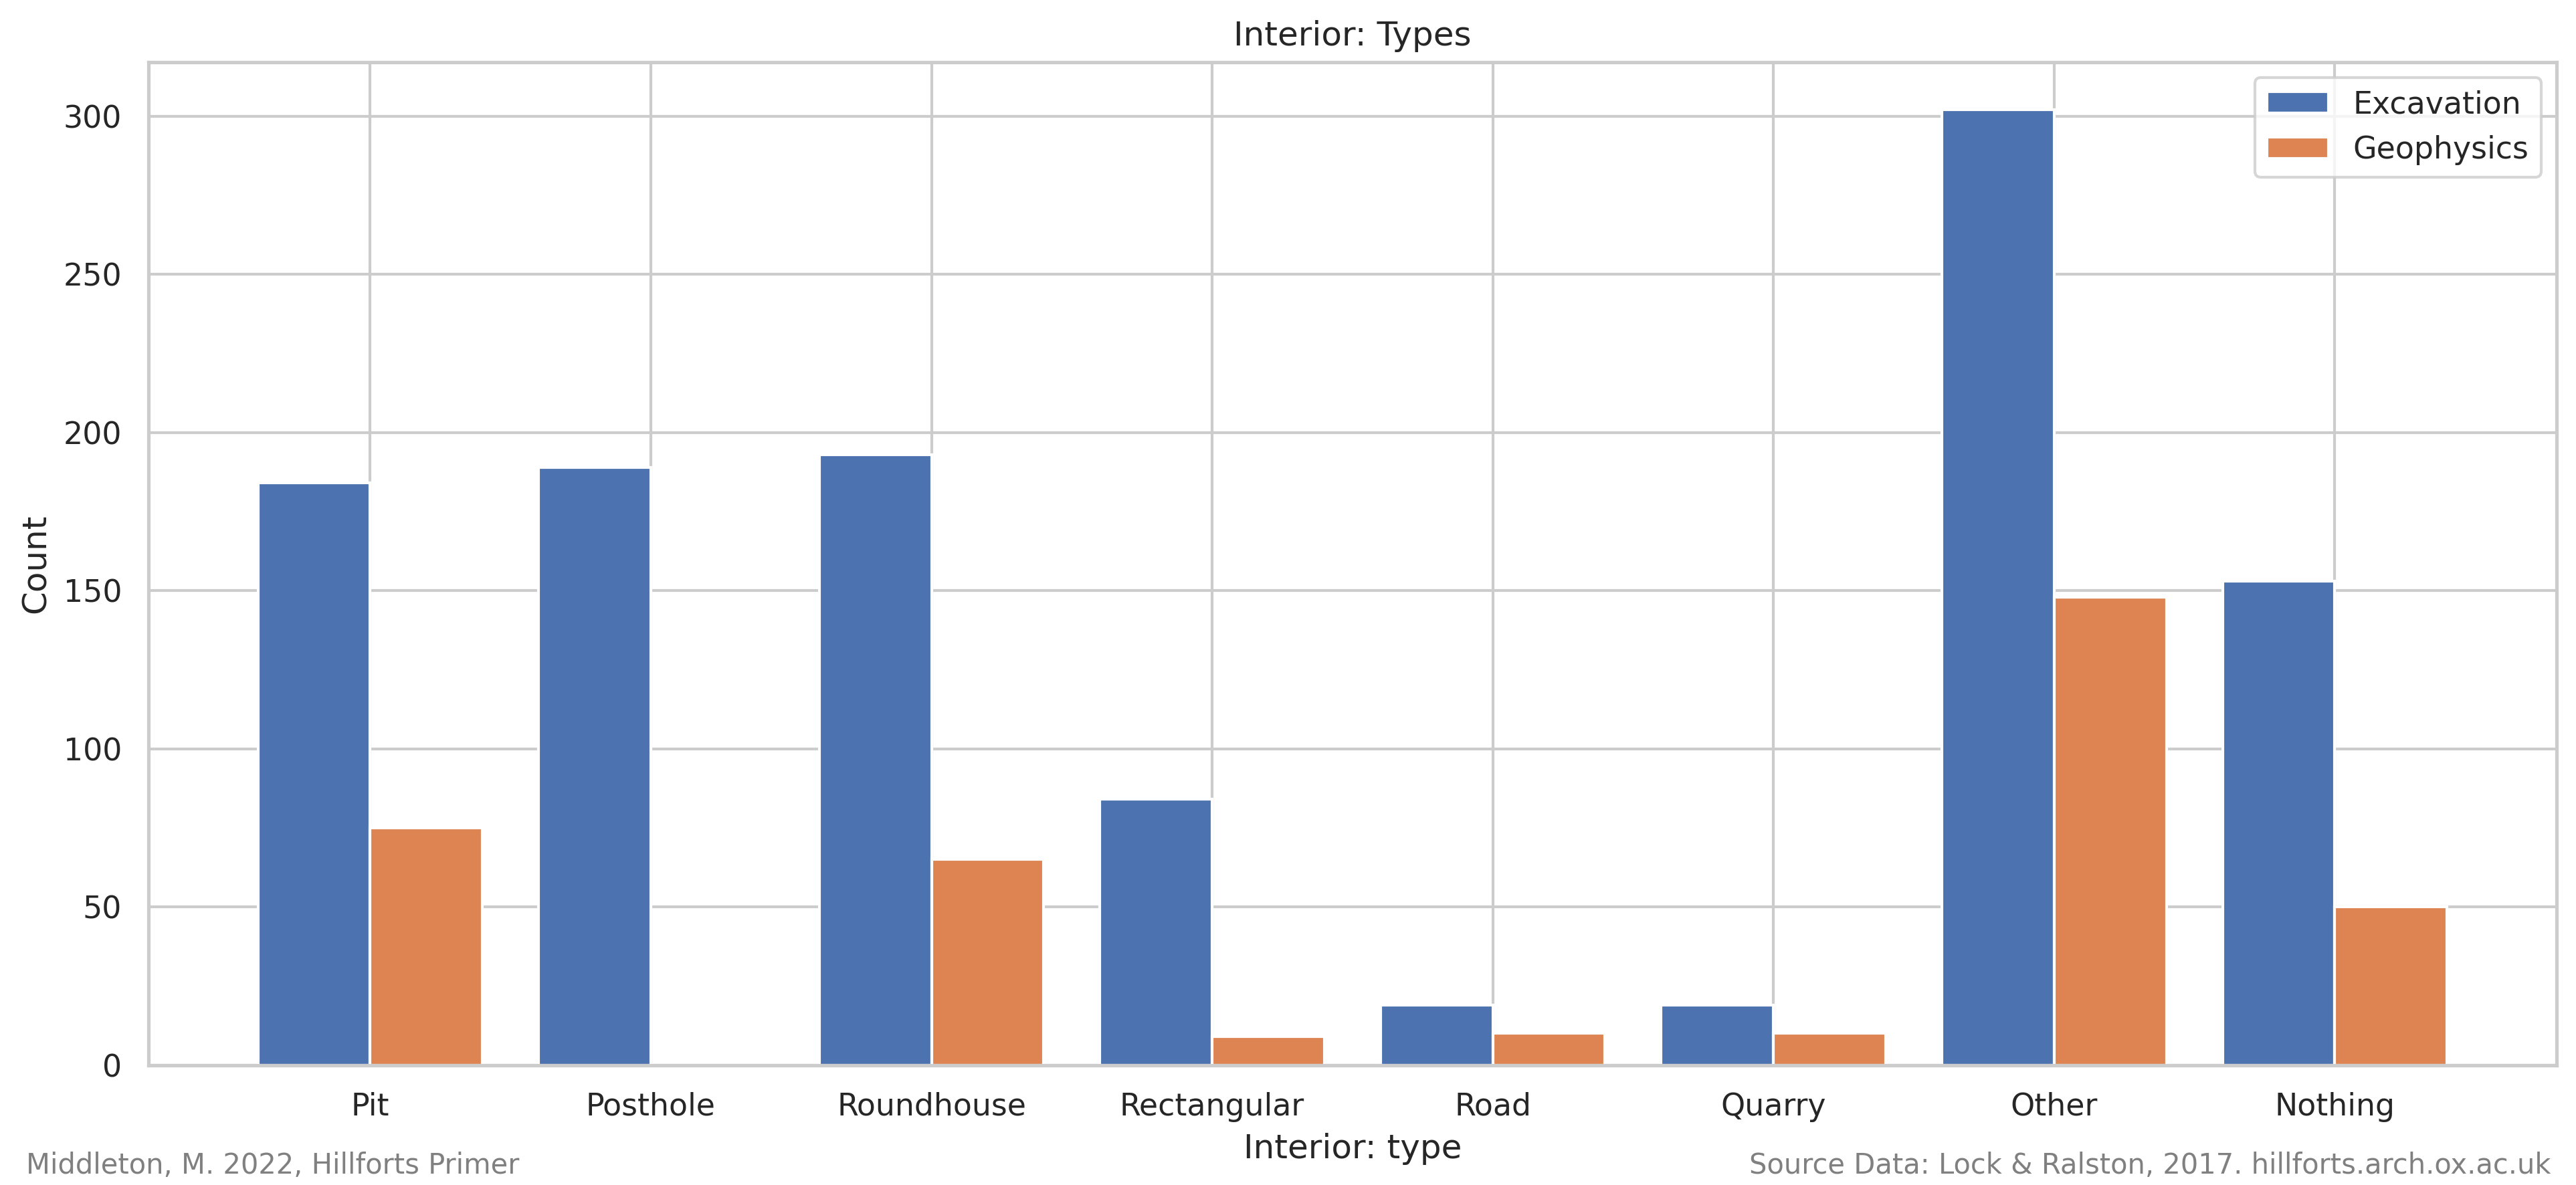 Interior: Types
Excavation
Geophysics
Count
300
250
200
150
100
50
0
Pit
Posthole
Roundhouse
Rectangular
Road
Quarry
Other
Nothing
Interior: type
Middleton, M. 2022, Hillforts Primer
Source Data: Lock & Ralston, 2017. hillforts.arch.ox.ac.uk